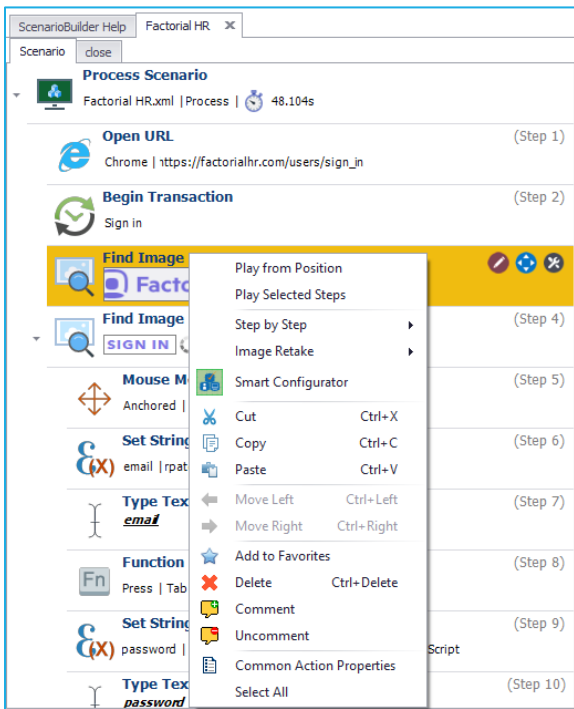 ScenarioBuilder Help Factorial HR
Scenario close
Process Scenario
Factorial HR.xml |Process | 48.104s
Open URL (Step 1)
Chrome | https://factorialhr.com/users/sign_in
Begin Transaction (Step 2)
Sign in
Find Image
Facto
Find Image (Step 4)
SIGN IN
Mouse M (Step 5)
Anchored |
Set String (Step 6)
email |rpat
Type Tex (Step 7)
email
Function (Step 8)
Fn Press | Tab
Set String (Step 9)
password | Script
Type Tex (Step 10)
password
Play from Position
Play Selected Steps
Step by Step
Image Retake
Smart Configurator
Cut Ctrl+X
Copy Ctrl+C
Paste Ctrl+V
Move Left Ctrl+Left
Move Right Ctrl+Right
Add to Favorites
Delete Ctrl+Delete
Comment
Uncomment
Common Action Properties
Select All